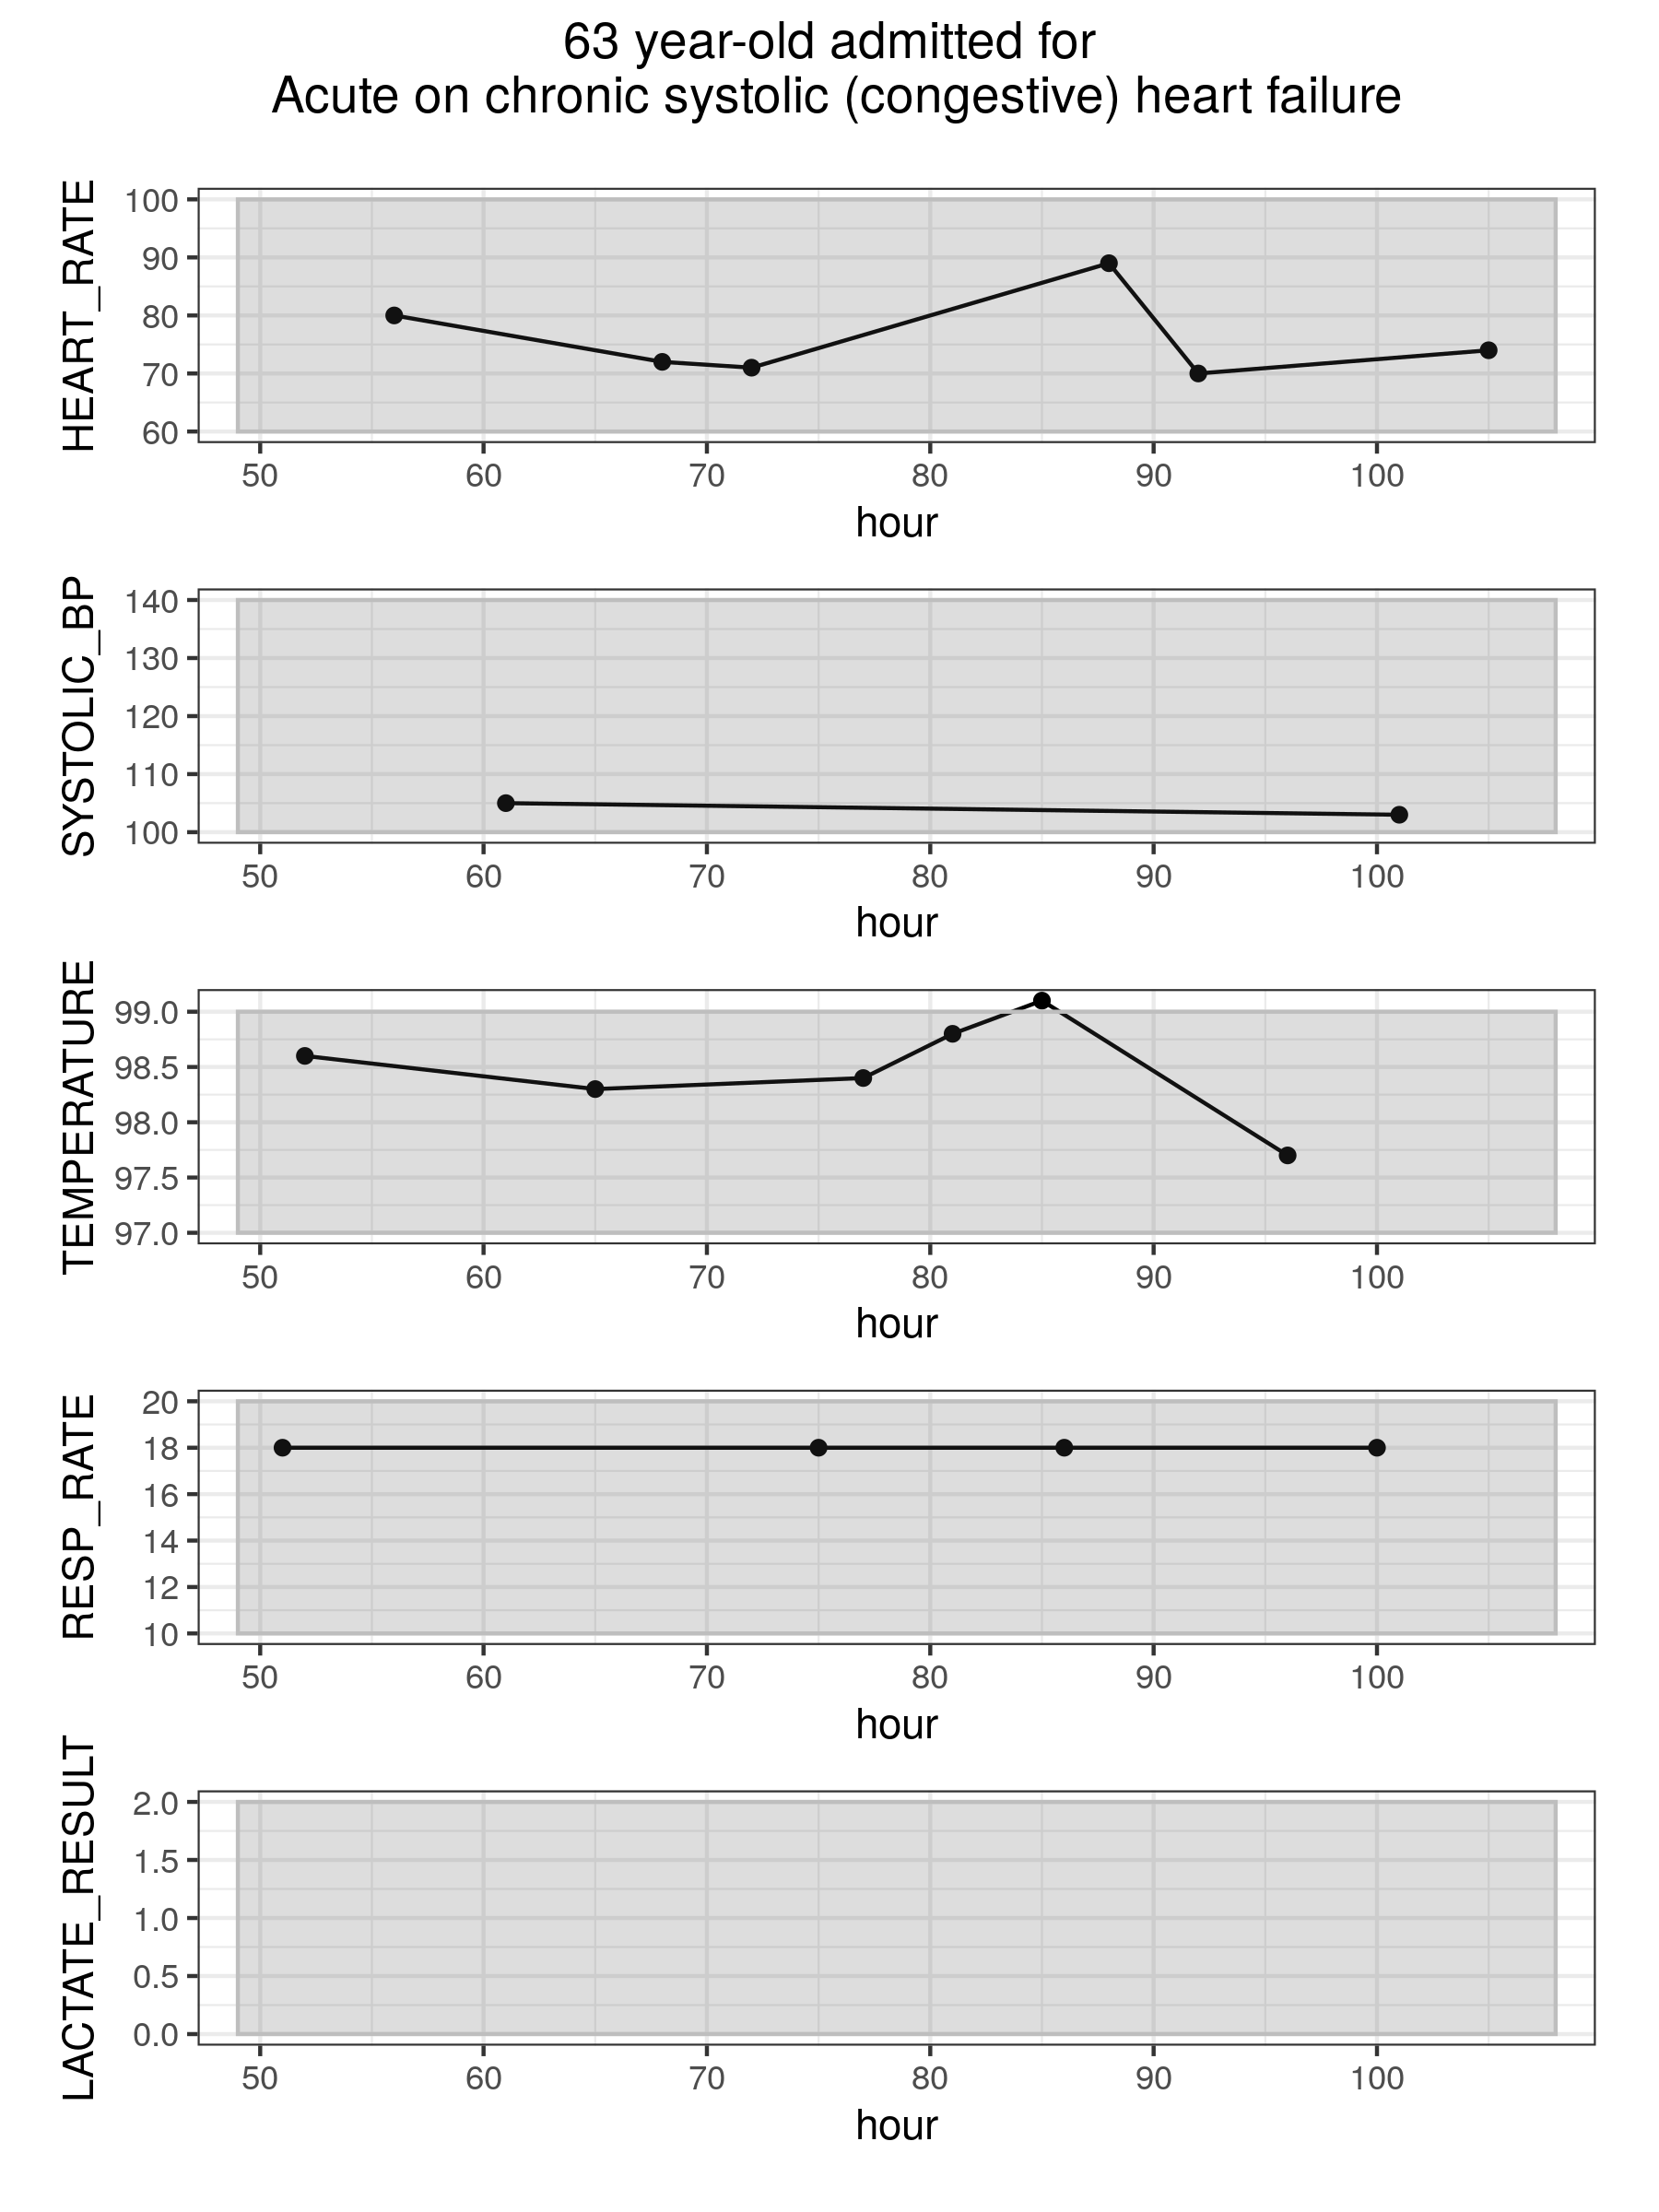 63 year-old admitted for
Acute on chronic systolic (congestive) heart failure
HEART_RATE
100
90
80
70
60
50 60 70 80 90 100
hour
SYSTOLIC_BP
140
130
120
110
100
50 60 70 80 90 100
hour
TEMPERATURE
99.0
98.5
98.0
97.5
97.0
50 60 70 80 90 100
hour
RESP_RATE
20
18
16
14
12
10
50 60 70 80 90 100
hour
LACTATE_RESULT
2.0
1.5
1.0
0.5
0.0
50 60 70 80 90 100
hour